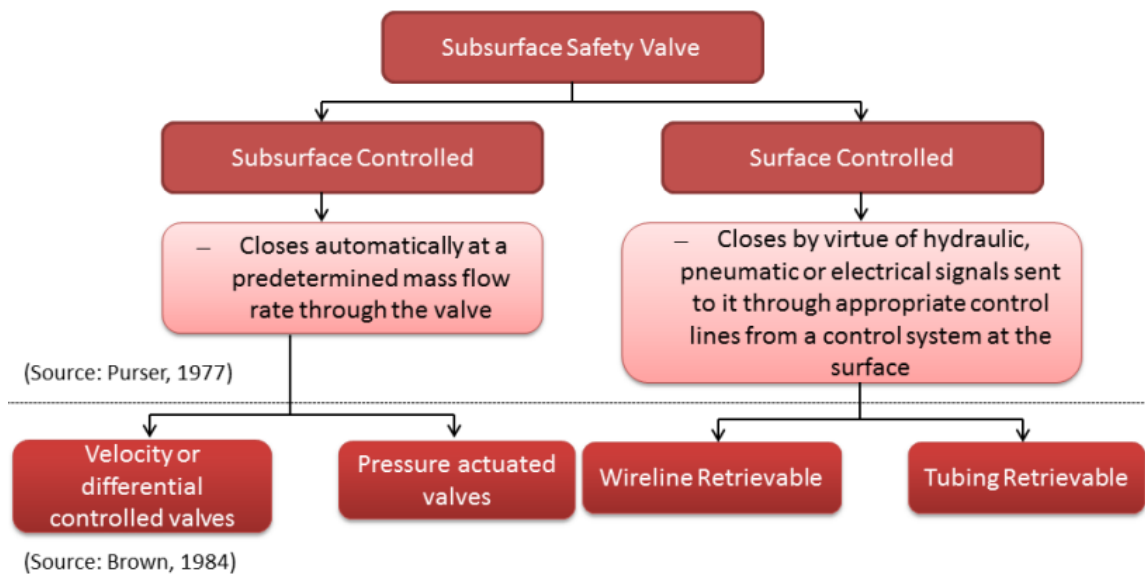 Subsurface Safety Valve
Subsurface Controlled
Surface Controlled
– Closes automatically at a
predetermined mass flow
rate through the valve
– Closes by virtue of hydraulic,
pneumatic or electrical signals sent
to it through appropriate control
lines from a control system at the
surface
(Source: Purser, 1977)
Velocity or
differential
controlled valves
Pressure actuated
valves
Wireline Retrievable
Tubing Retrievable
(Source: Brown, 1984)